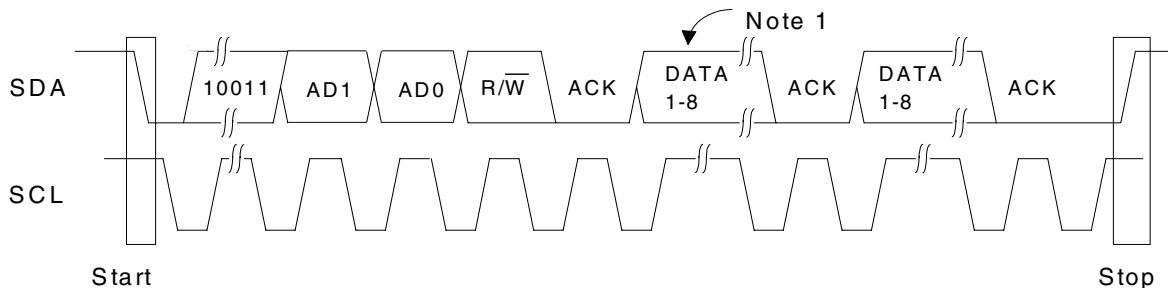 Note 1
SDA
10011
AD1
AD0
R/W̅
ACK
DATA
1-8
ACK
DATA
1-8
ACK
SCL
Start
Stop